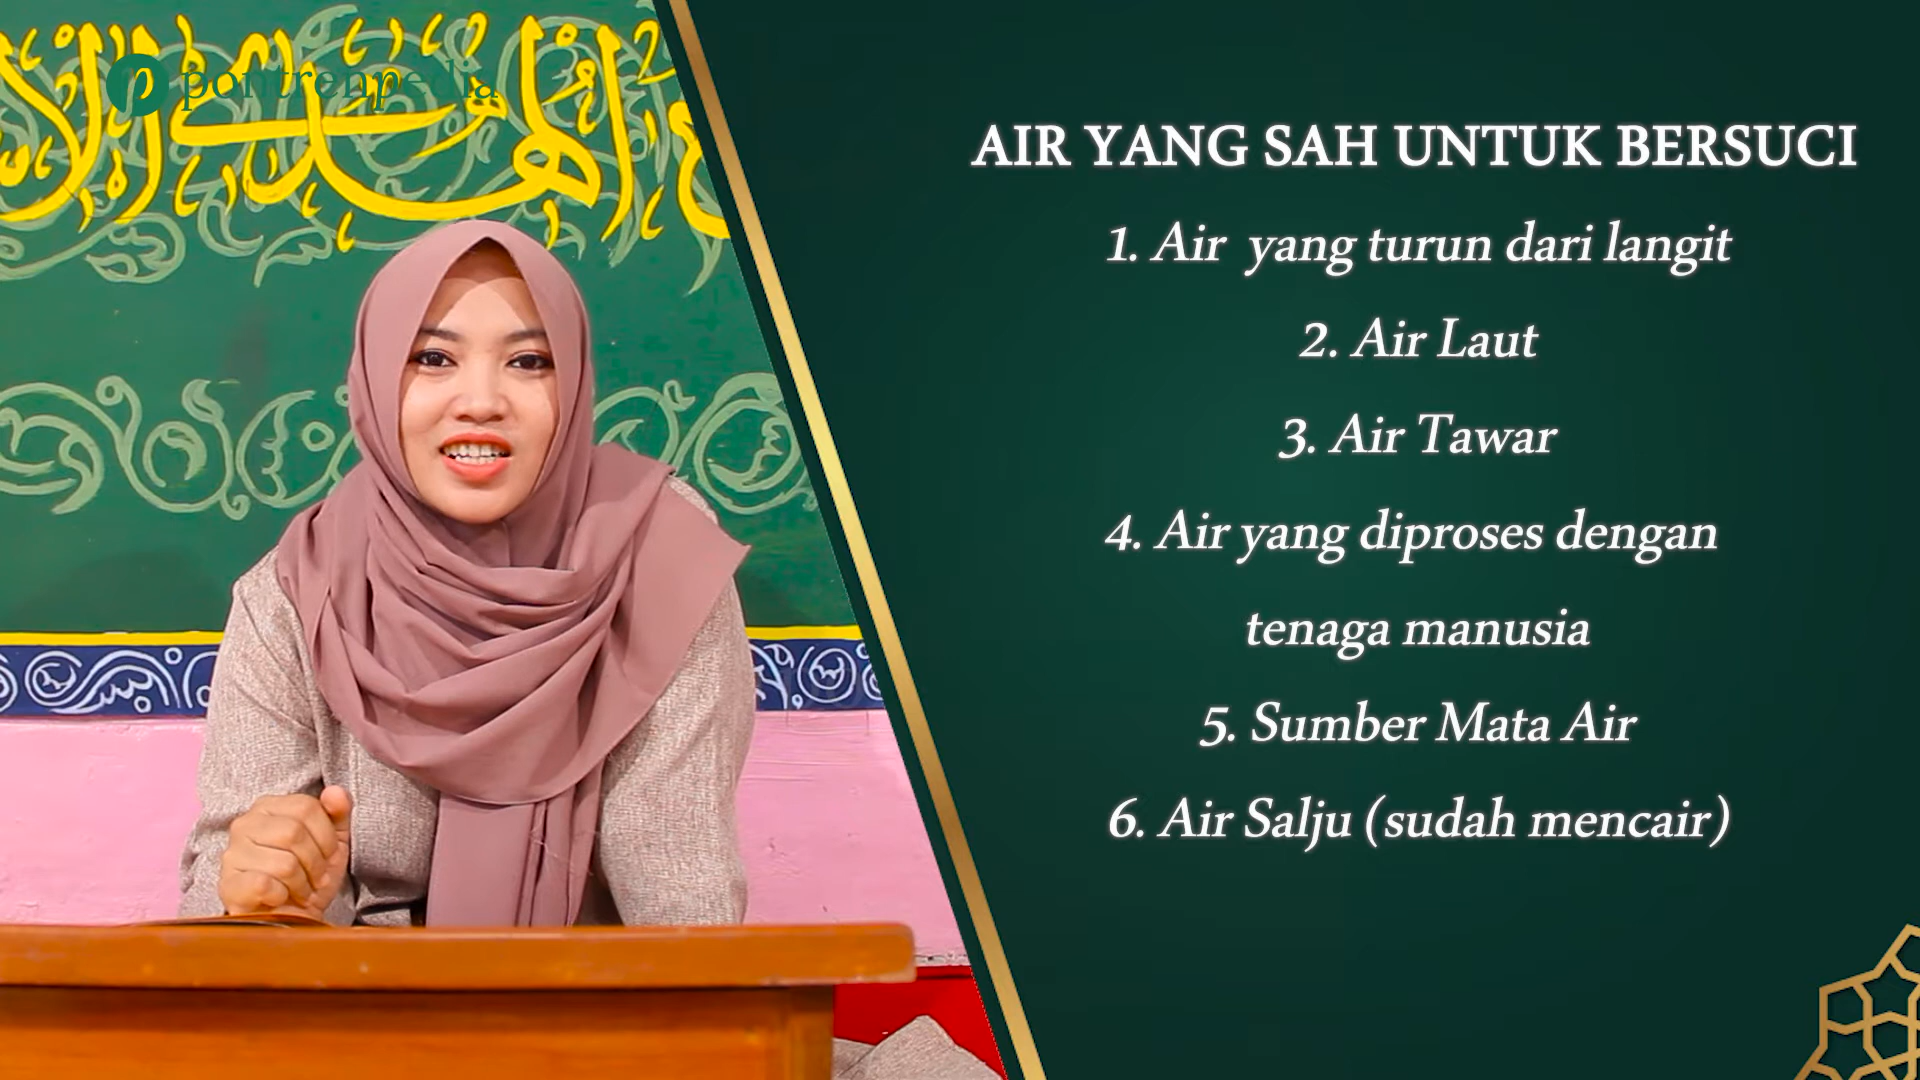 pontrenpedia
AIR YANG SAH UNTUK BERSUCI
1. Air yang turun dari langit
2. Air Laut
3. Air Tawar
4. Air yang diproses dengan
tenaga manusia
5. Sumber Mata Air
6. Air Salju (sudah mencair)